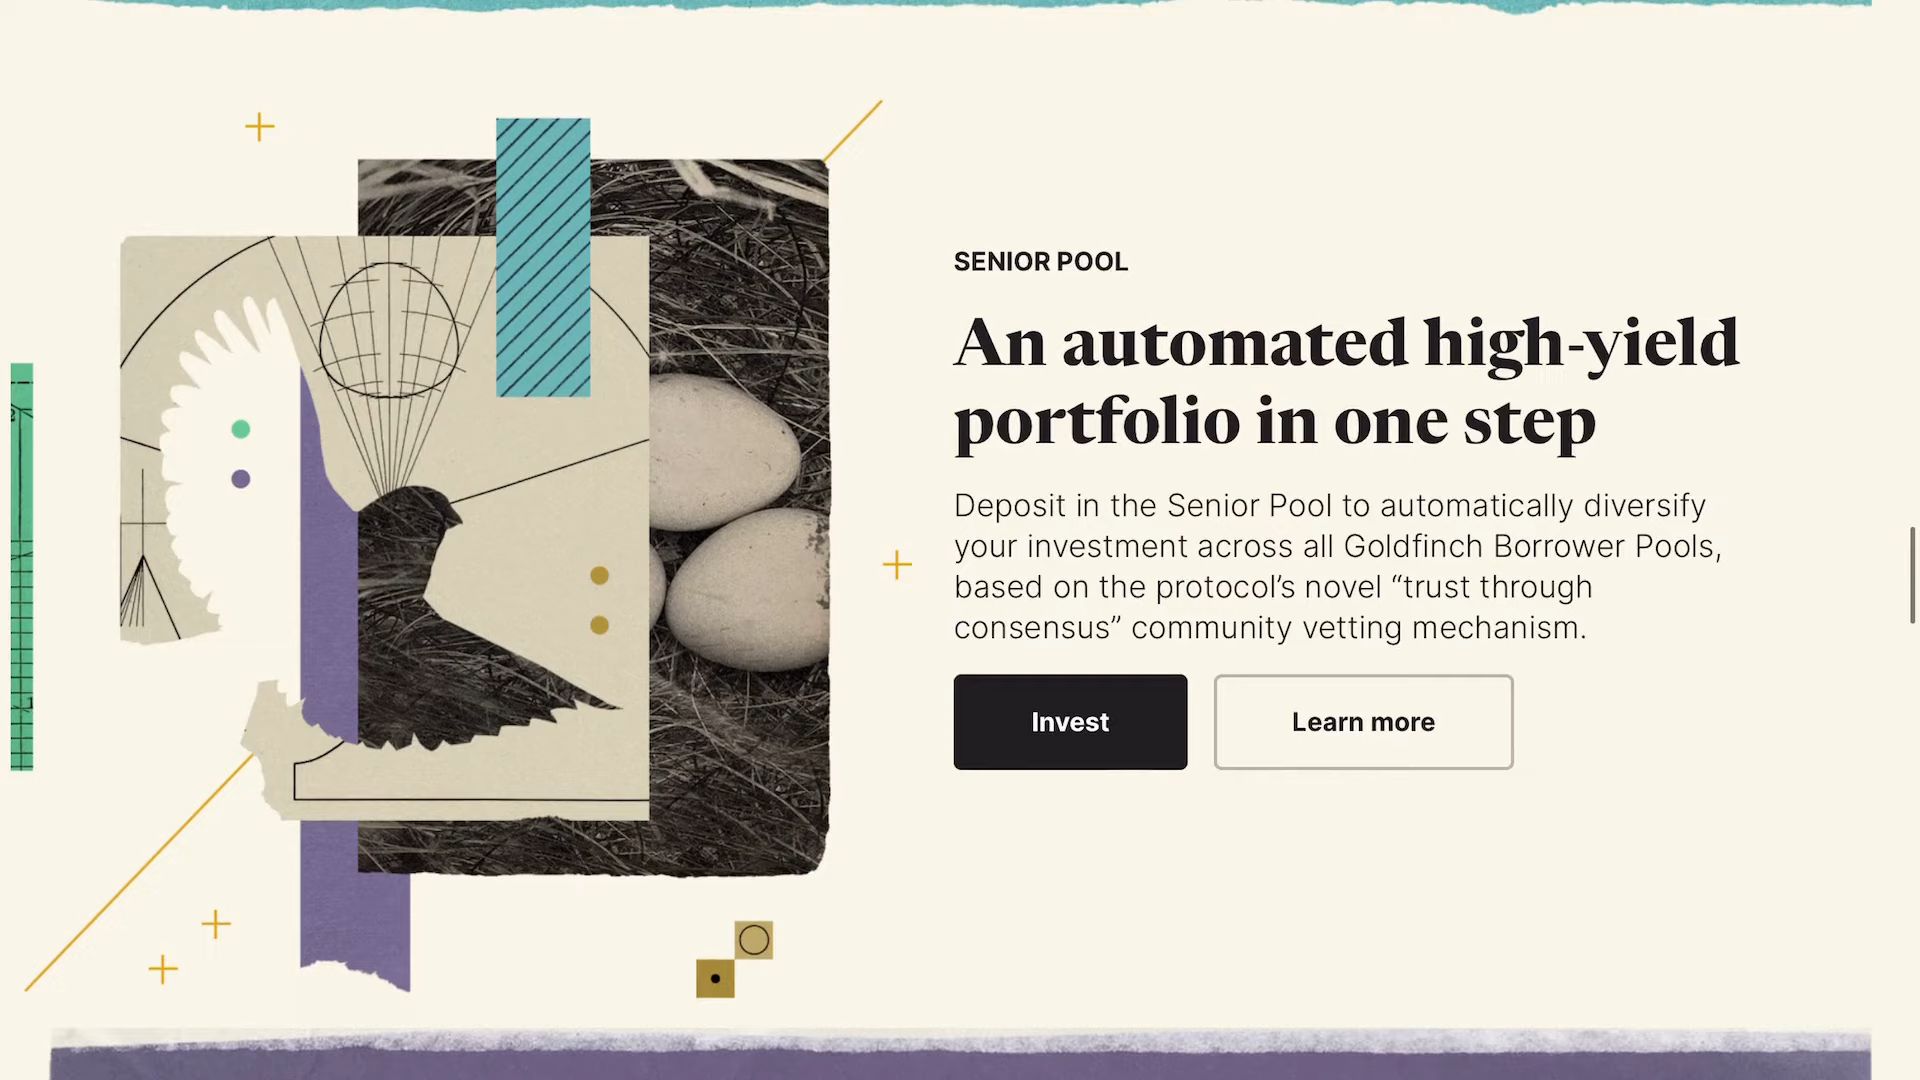 SENIOR POOL
An automated high-yield
portfolio in one step
Deposit in the Senior Pool to automatically diversify
your investment across all Goldfinch Borrower Pools,
based on the protocol’s novel “trust through
consensus” community vetting mechanism.
Invest
Learn more